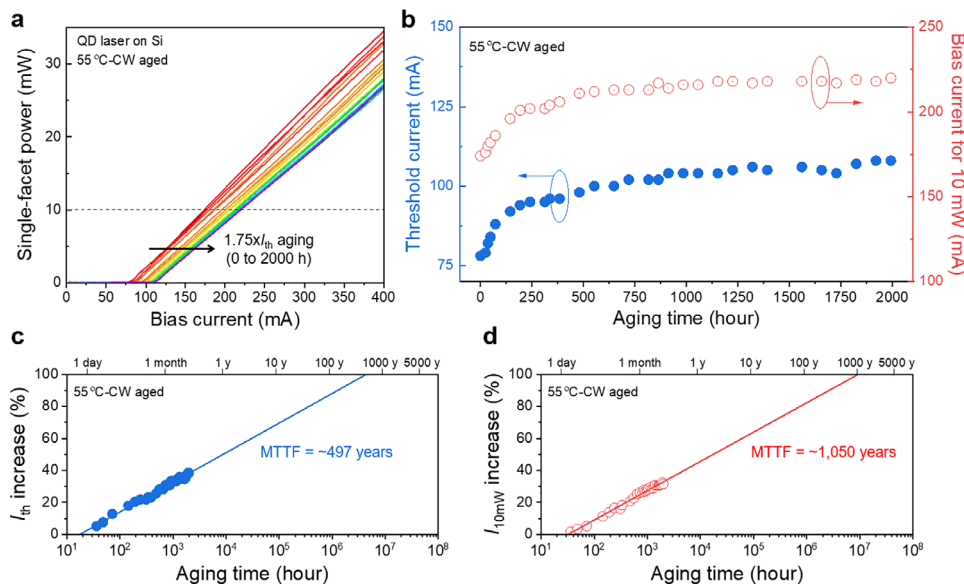 a
QD laser on Si
55 °C-CW aged
Single-facet power (mW)
30
20
10
0
1.75xIth aging
(0 to 2000 h)
0 50 100 150 200 250 300 350 400
Bias current (mA)
b
55 °C-CW aged
Threshold current (mA)
150
125
100
75
Bias current for 10 mW (mA)
250
200
150
100
0 250 500 750 1000 1250 1500 1750 2000
Aging time (hour)
c
1 day 1 month 1 y 10 y 100 y 1000 y 5000 y
55 °C-CW aged
Ith increase (%)
100
80
60
40
20
0
MTTF = ~497 years
10¹ 10² 10³ 10⁴ 10⁵ 10⁶ 10⁷ 10⁸
Aging time (hour)
d
1 day 1 month 1 y 10 y 100 y 1000 y 5000 y
55 °C-CW aged
I10mW increase (%)
100
80
60
40
20
0
MTTF = ~1,050 years
10¹ 10² 10³ 10⁴ 10⁵ 10⁶ 10⁷ 10⁸
Aging time (hour)